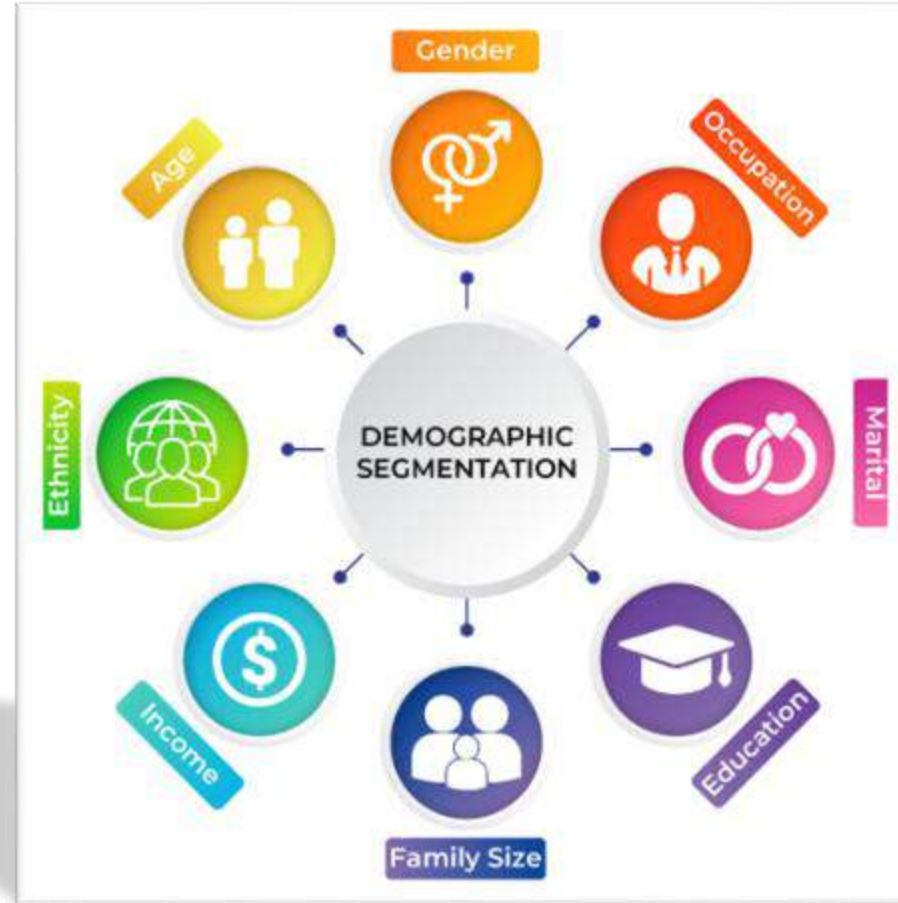 Gender
Occupation
Age
Ethnicity
DEMOGRAPHIC
SEGMENTATION
Marital
$
Income
Education
Family Size